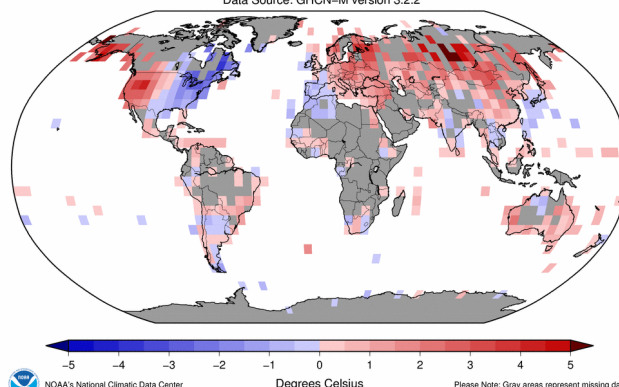 Data Source: GHCN–M version 3.2.2
−5 −4 −3 −2 −1 0 1 2 3 4 5
NOAA's National Climatic Data Center
Degrees Celsius
Please Note: Gray areas represent missing da